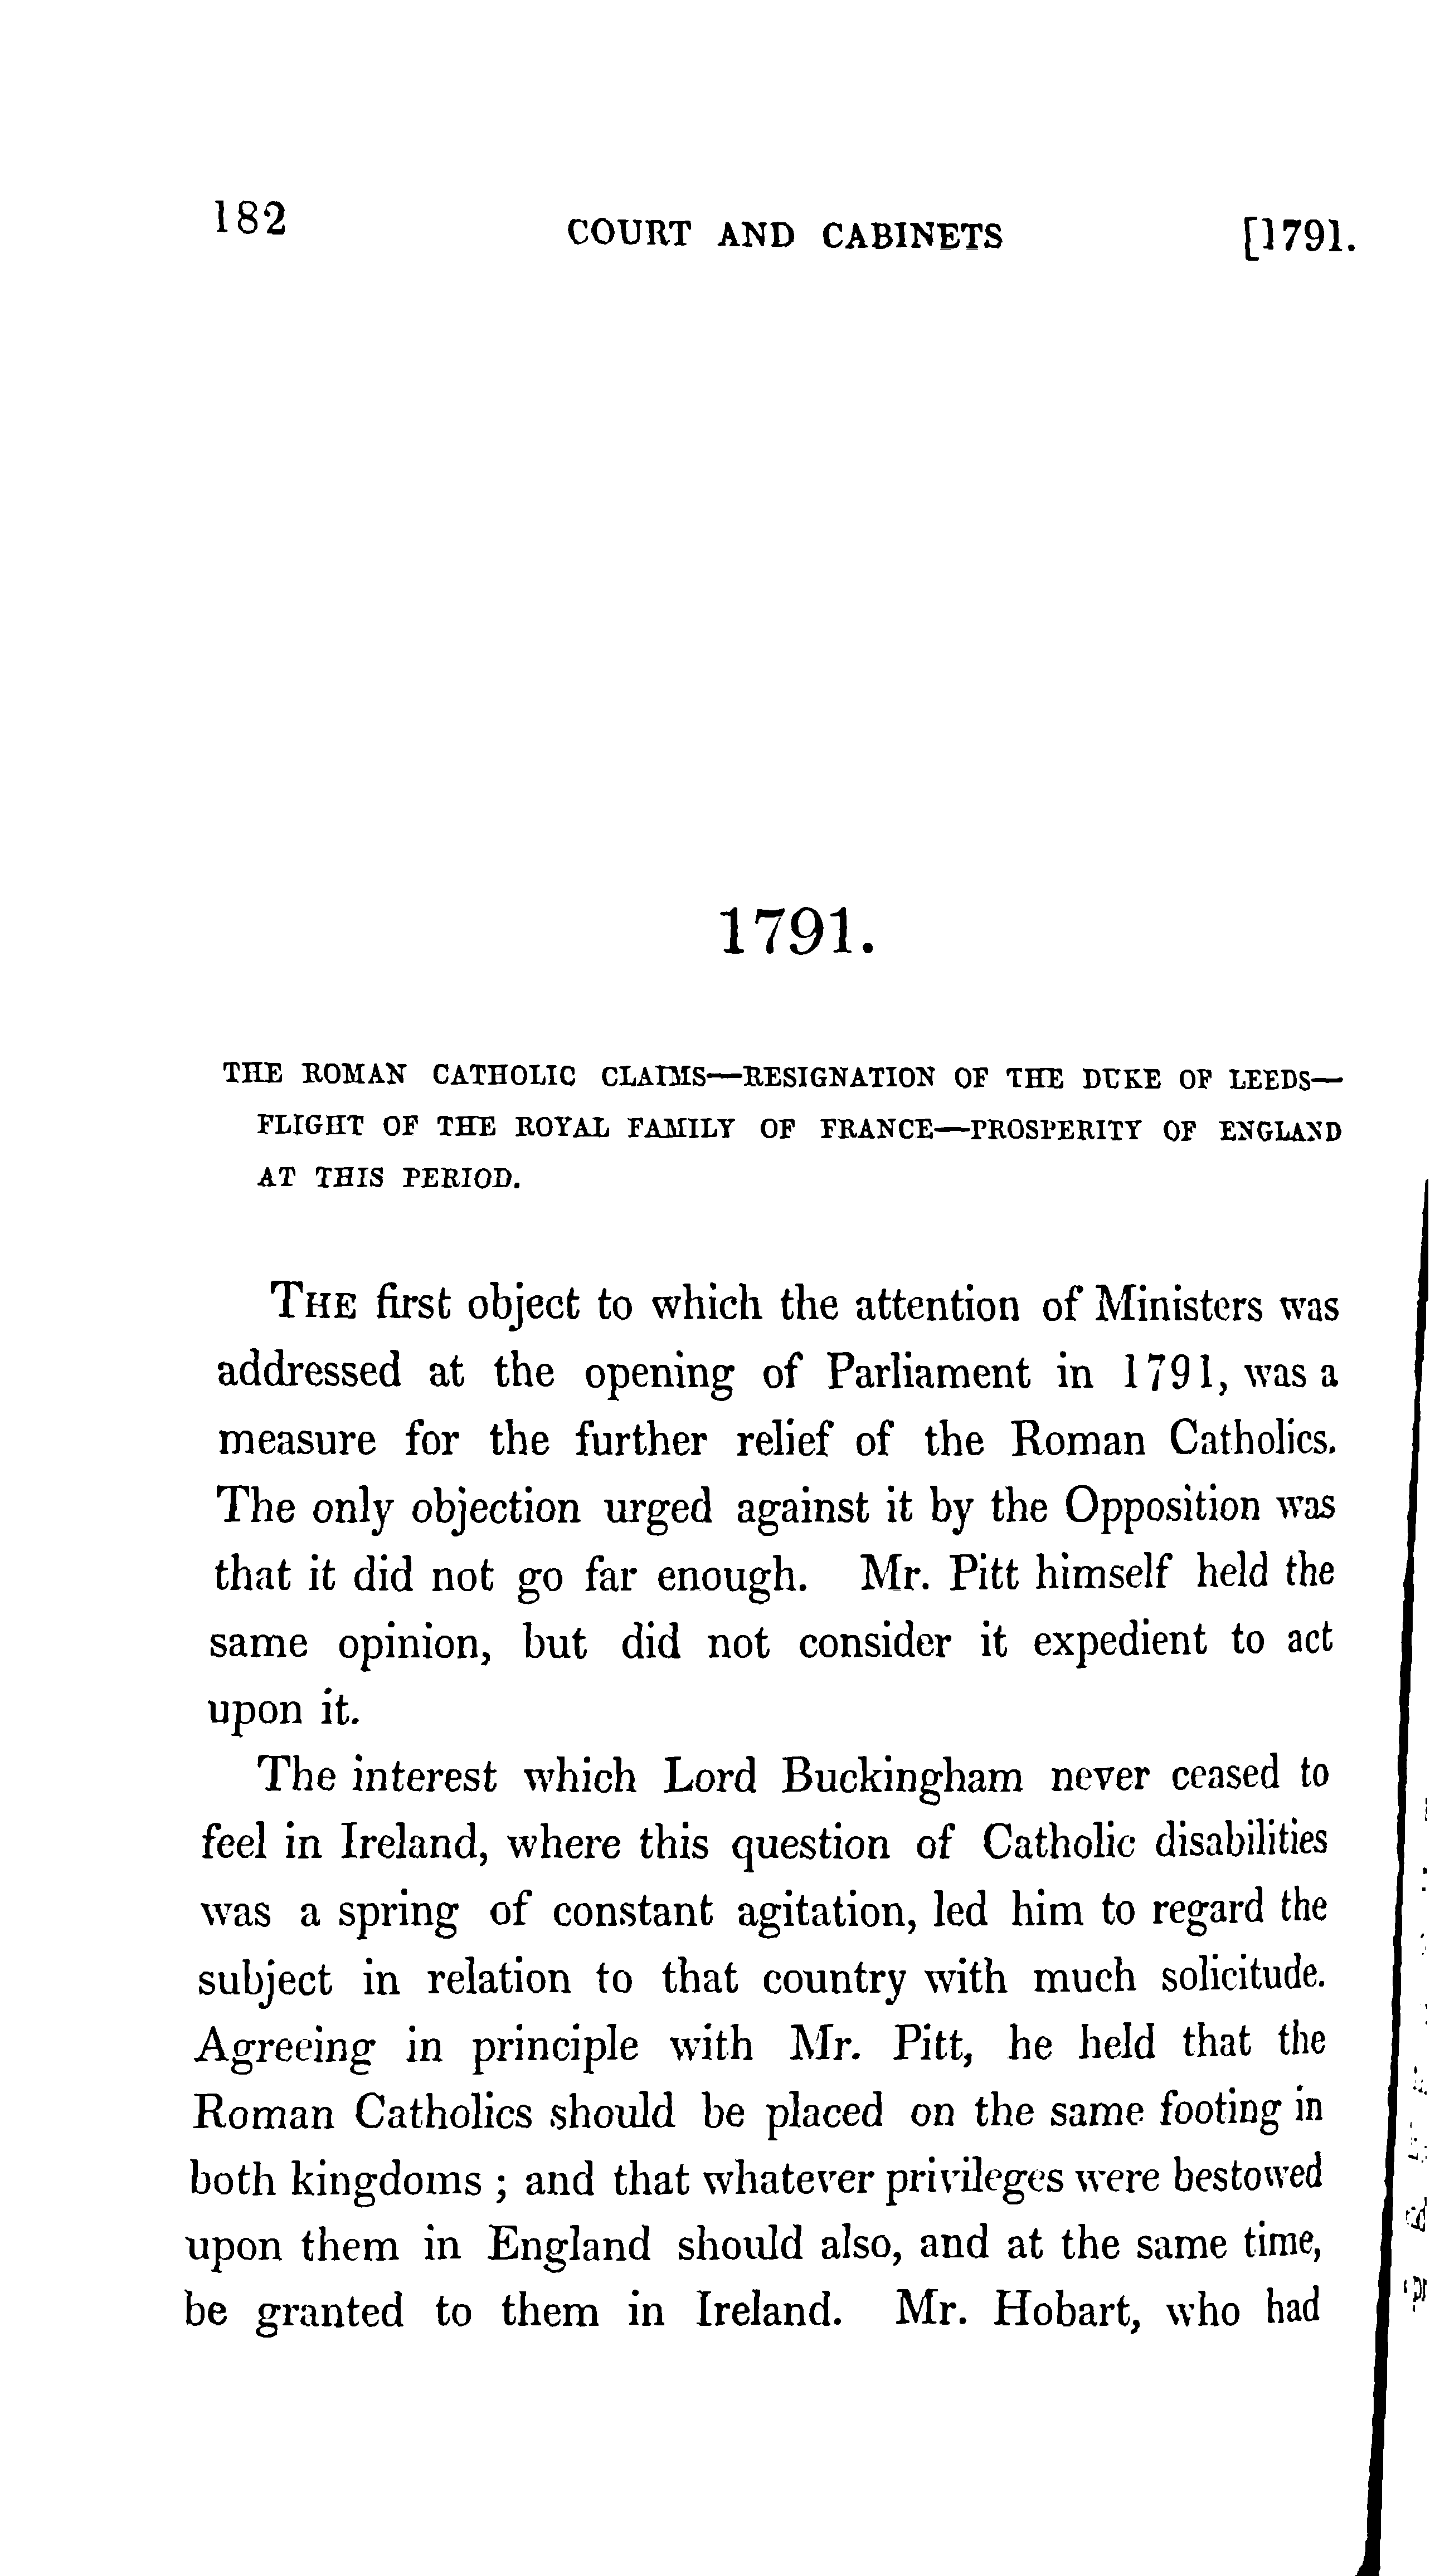 182 COURT AND CABINETS [1791.
1791.
THE ROMAN CATHOLIC CLAIMS—RESIGNATION OF THE DUKE OF LEEDS—
FLIGHT OF THE ROYAL FAMILY OF FRANCE—PROSPERITY OF ENGLAND
AT THIS PERIOD.
THE first object to which the attention of Ministers was
addressed at the opening of Parliament in 1791, was a
measure for the further relief of the Roman Catholics.
The only objection urged against it by the Opposition was
that it did not go far enough. Mr. Pitt himself held the
same opinion, but did not consider it expedient to act
upon it.
The interest which Lord Buckingham never ceased to
feel in Ireland, where this question of Catholic disabilities
was a spring of constant agitation, led him to regard the
subject in relation to that country with much solicitude.
Agreeing in principle with Mr. Pitt, he held that the
Roman Catholics should be placed on the same footing in
both kingdoms ; and that whatever privileges were bestowed
upon them in England should also, and at the same time,
be granted to them in Ireland. Mr. Hobart, who had